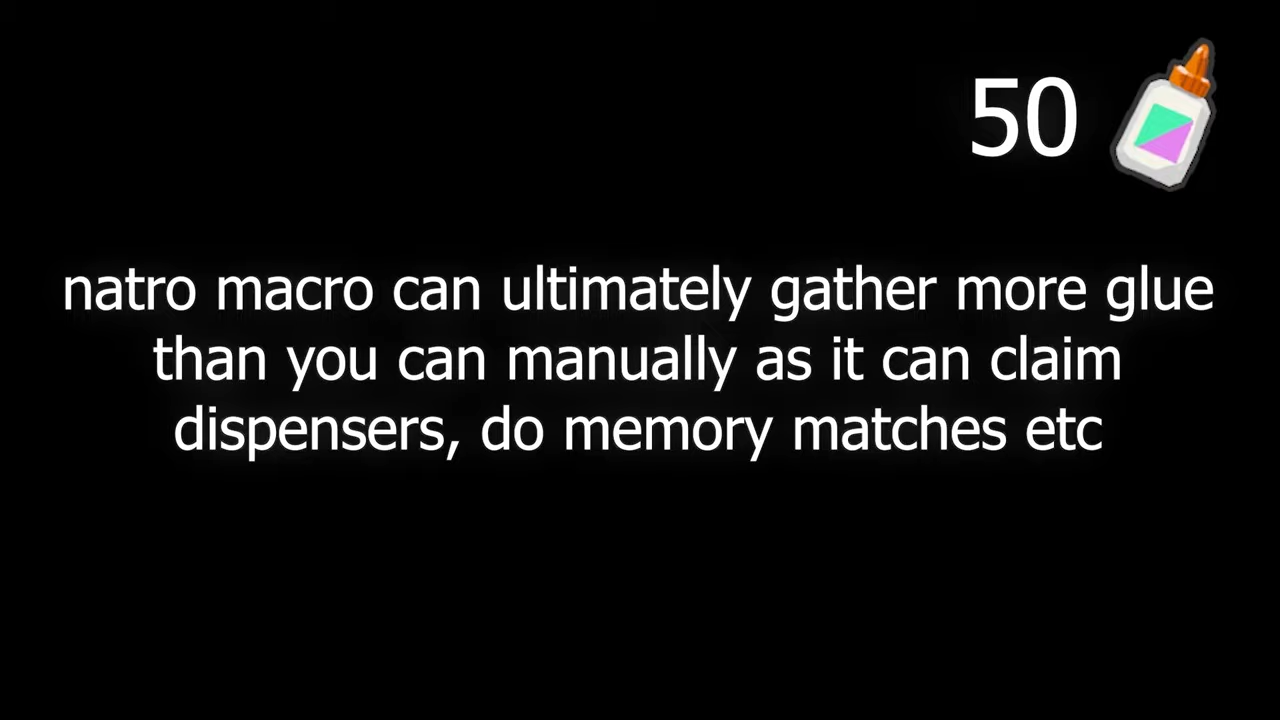 50
natro macro can ultimately gather more glue
than you can manually as it can claim
dispensers, do memory matches etc